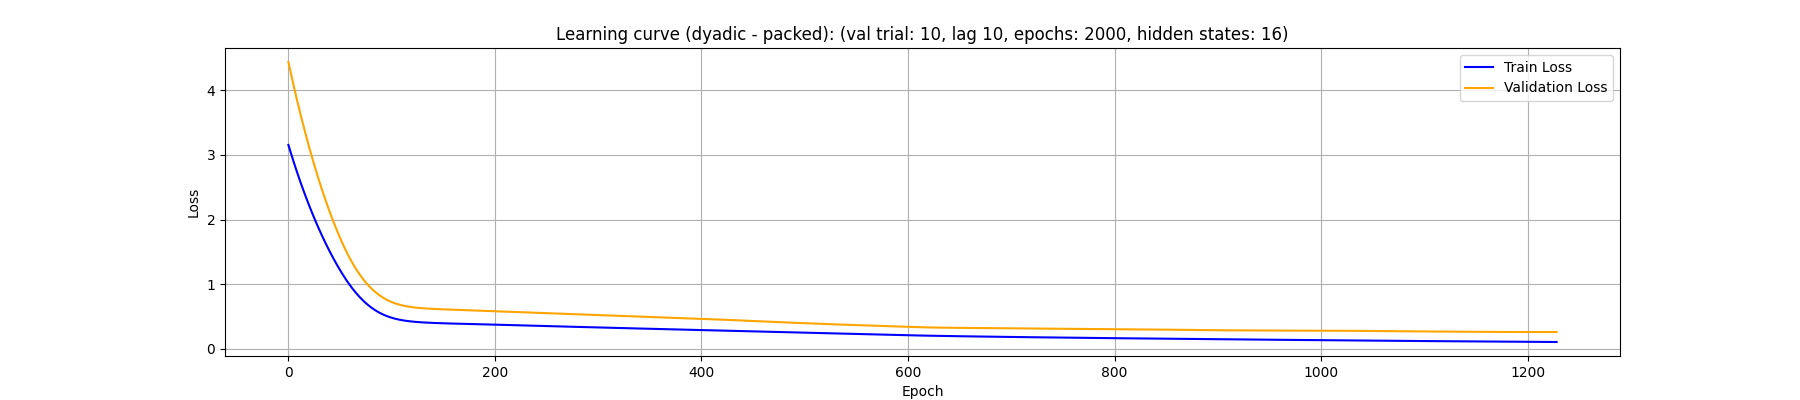 Learning curve (dyadic - packed): (val trial: 10, lag 10, epochs: 2000, hidden states: 16)
Train Loss
Validation Loss
4
3
2
1
0
Loss
0 200 400 600 800 1000 1200
Epoch